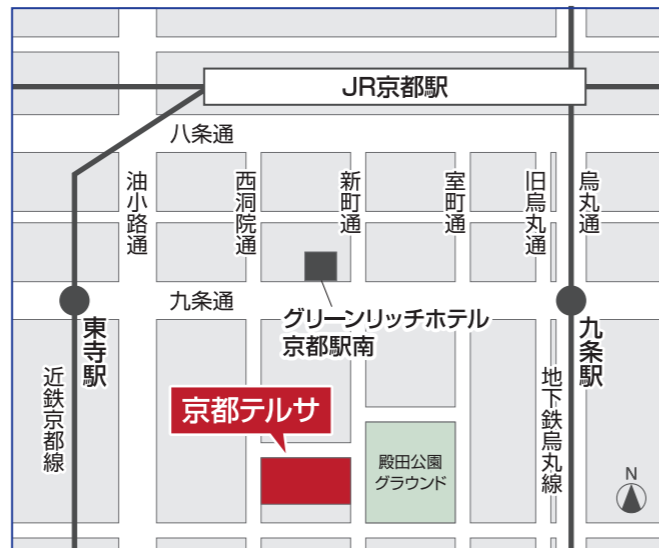 JR京都駅
八条通
油小路通
西洞院通
新町通
室町通
旧烏丸通
烏丸通
九条通
グリーンリッチホテル
京都駅南
東寺駅
九条駅
近鉄京都線
京都テルサ
地下鉄烏丸線
殿田公園
グラウンド
N